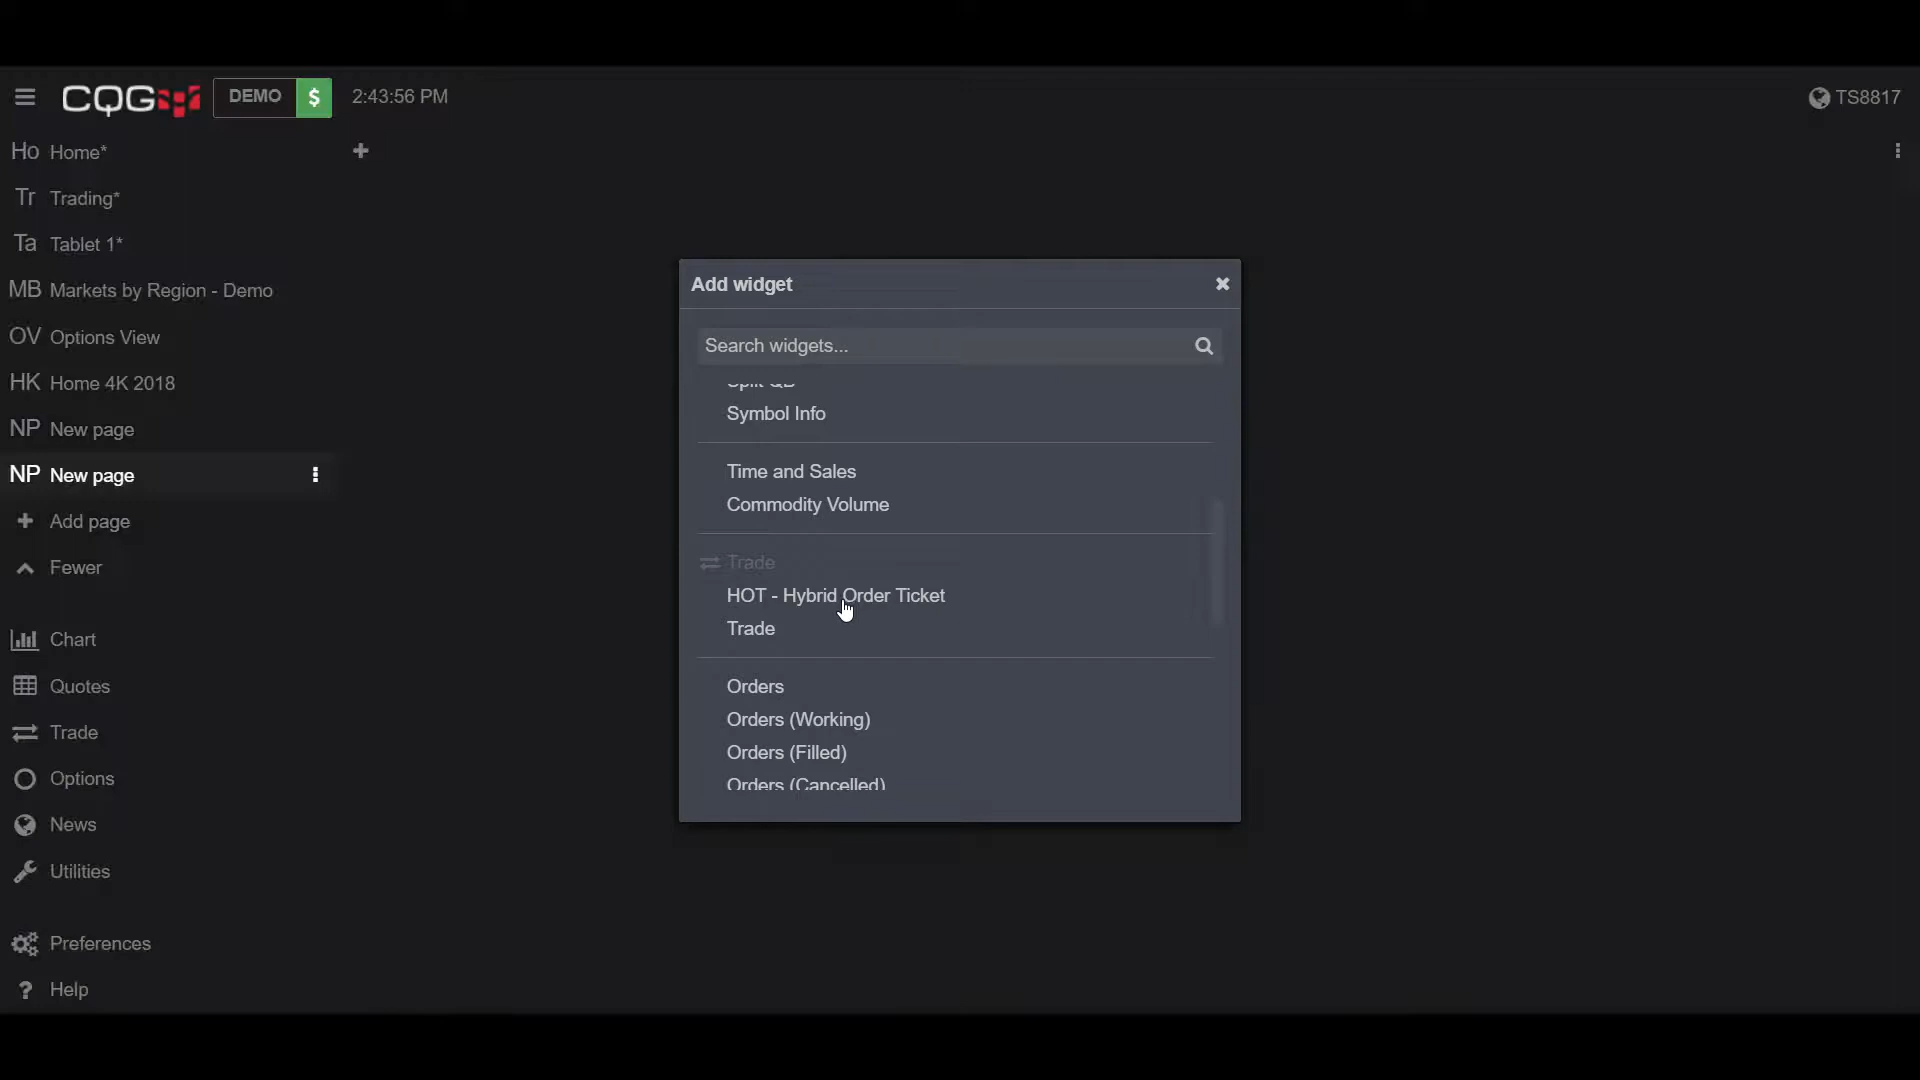 CQG DEMO $ 2:43:56 PM TS8817
Ho Home*
Tr Trading*
Ta Tablet 1*
MB Markets by Region - Demo
OV Options View
HK Home 4K 2018
NP New page
NP New page
Add page
Fewer
Chart
Quotes
Trade
Options
News
Utilities
Preferences
? Help
Add widget
Search widgets...
Symbol Info
Time and Sales
Commodity Volume
Trade
HOT - Hybrid Order Ticket
Trade
Orders
Orders (Working)
Orders (Filled)
Orders (Cancelled)